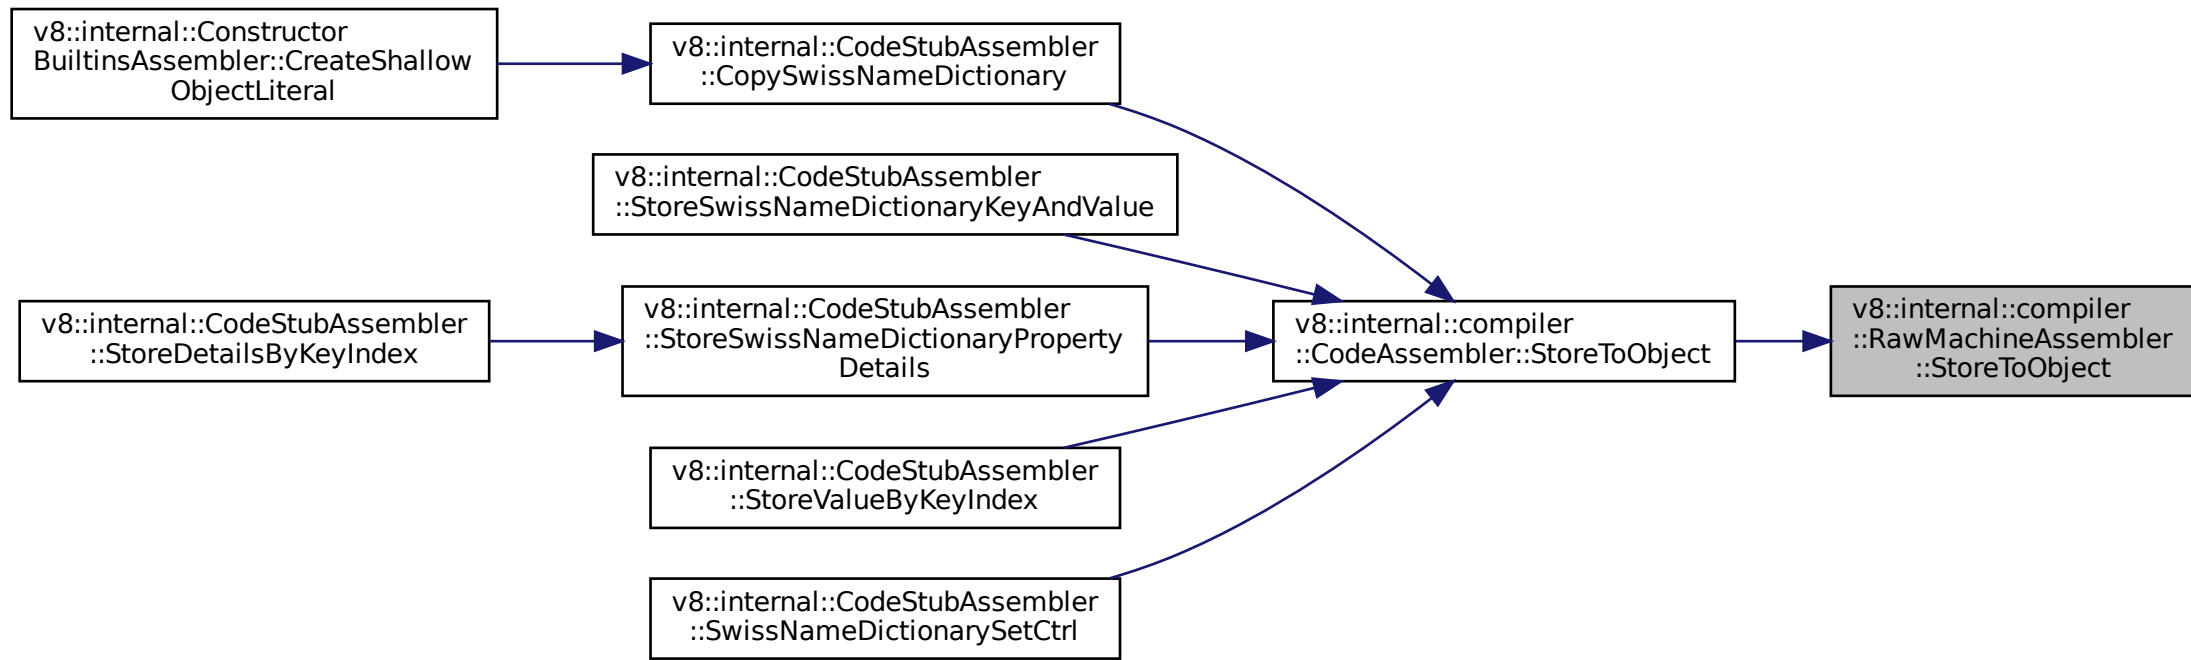 v8::internal::Constructor
BuiltinsAssembler::CreateShallow
ObjectLiteral
v8::internal::CodeStubAssembler
::CopySwissNameDictionary
v8::internal::CodeStubAssembler
::StoreSwissNameDictionaryKeyAndValue
v8::internal::CodeStubAssembler
::StoreDetailsByKeyIndex
v8::internal::CodeStubAssembler
::StoreSwissNameDictionaryProperty
Details
v8::internal::compiler
::CodeAssembler::StoreToObject
v8::internal::compiler
::RawMachineAssembler
::StoreToObject
v8::internal::CodeStubAssembler
::StoreValueByKeyIndex
v8::internal::CodeStubAssembler
::SwissNameDictionarySetCtrl